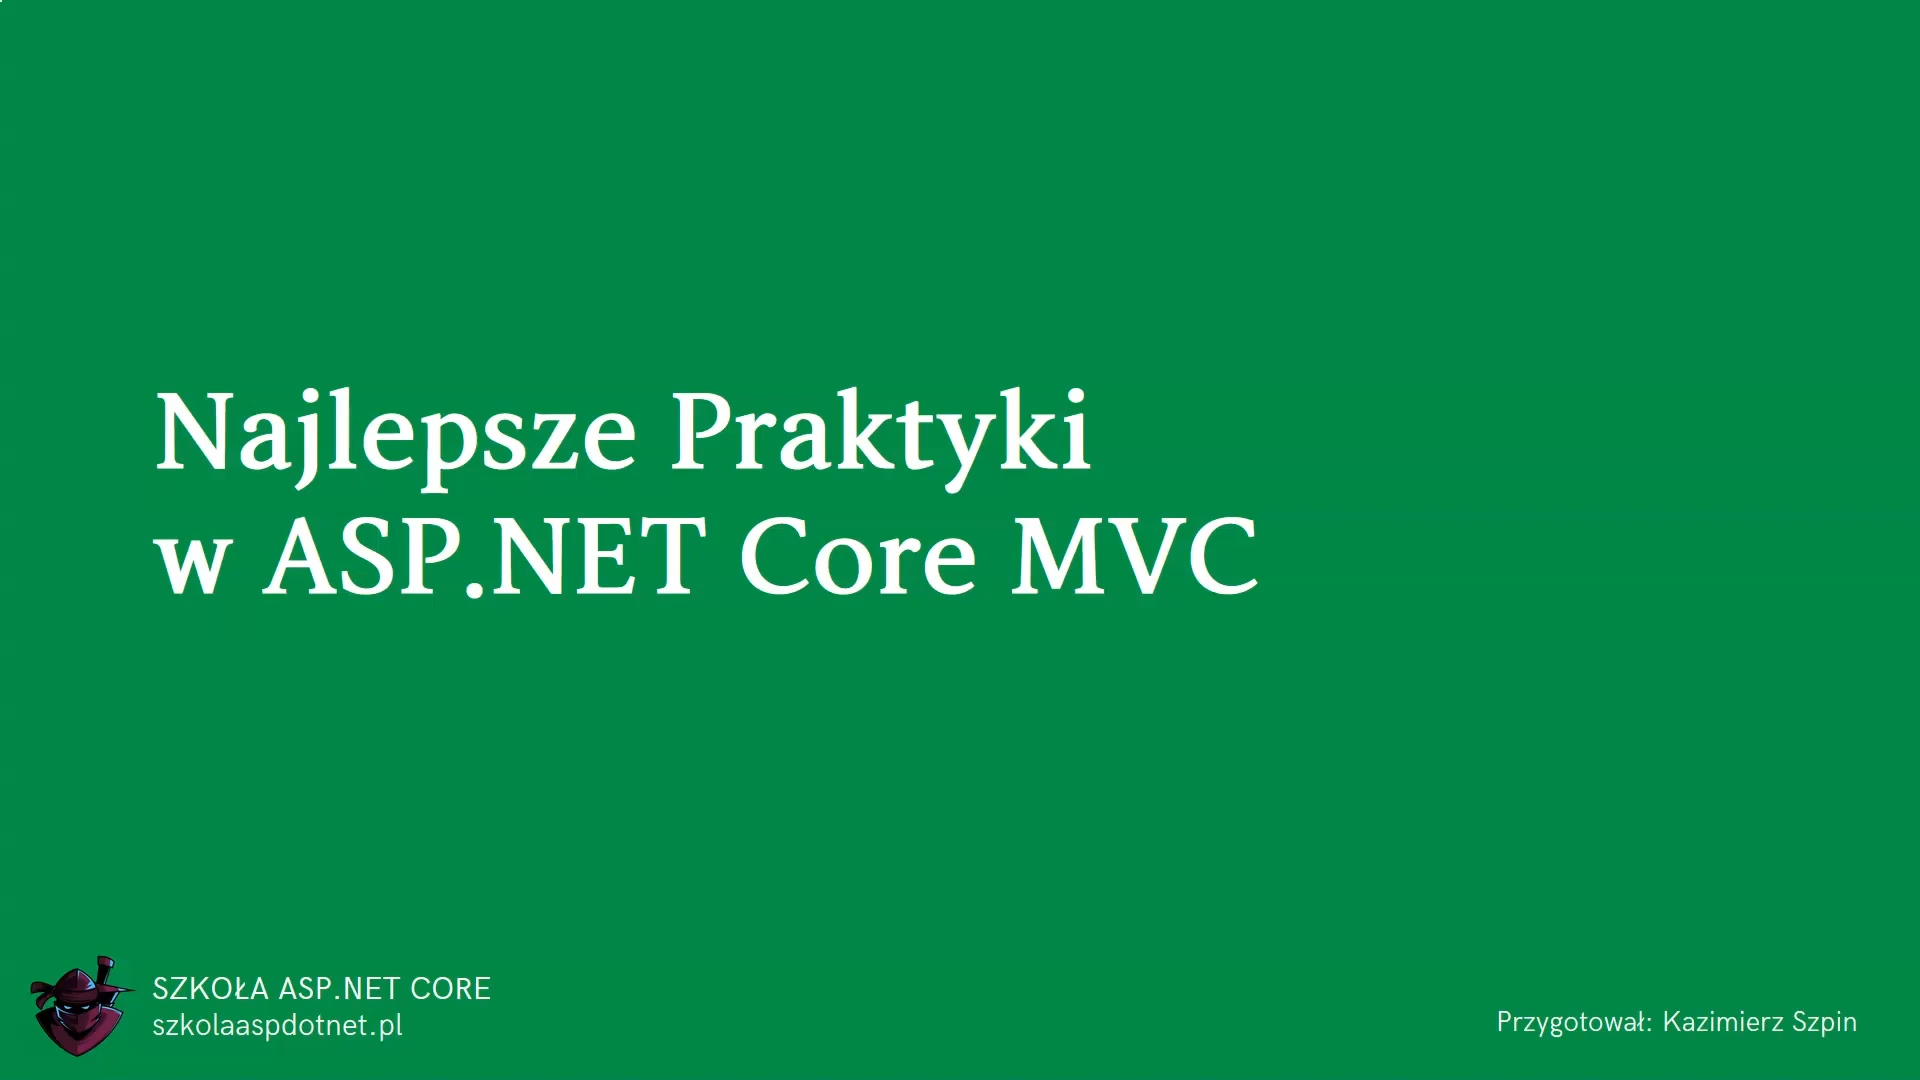 Najlepsze Praktyki
w ASP.NET Core MVC
SZKOŁA ASP.NET CORE
szkolaaspdotnet.pl
Przygotował: Kazimierz Szpin